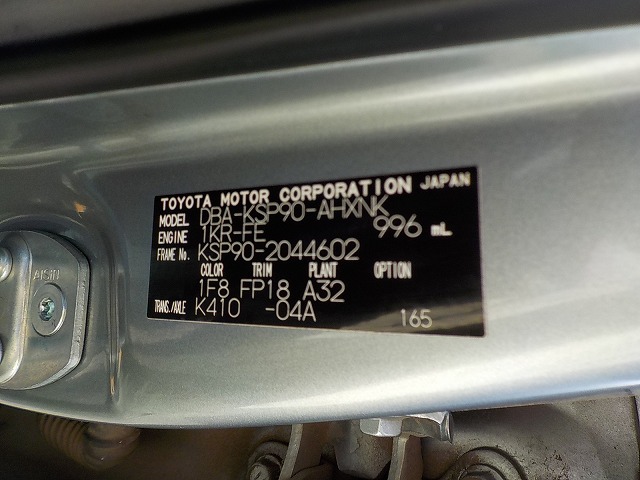 TOYOTA MOTOR CORPORATION JAPAN
MODEL DBA-KSP90-AHXNK
ENGINE 1KR-FE 996 mL
FRAME No. KSP90-2044602
COLOR TRIM PLANT OPTION
1F8 FP18 A32
TRANS./AXLE K410 -04A
165
AISIN